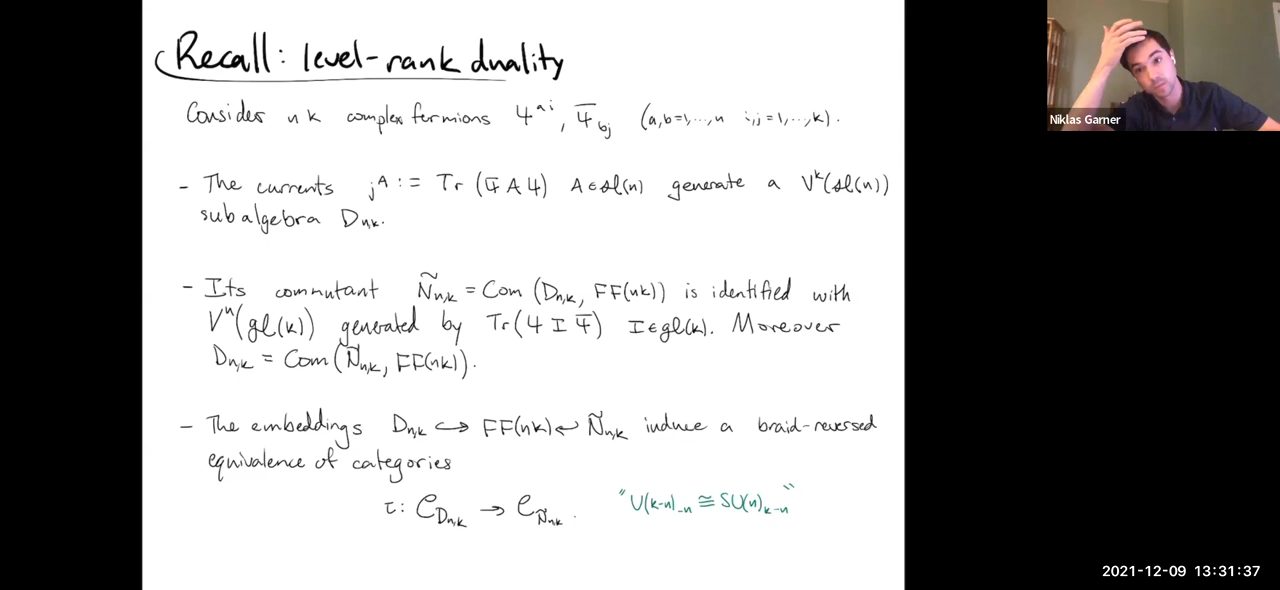 Recall: level-rank duality
Consider nk complex fermions Ψ^{ai}, Ψ̄_{bj} (a,b=1,...,n i,j=1,...,k).
- The currents j^A := Tr (Ψ̄ A Ψ) A∈sl(n) generate a V^k(sl(n))
subalgebra D_{n,k}.
- Its commutant Ñ_{n,k} = Com (D_{n,k}, FF(nk)) is identified with
V^n(gl(k)) generated by Tr(Ψ I Ψ̄) I∈gl(k). Moreover
D_{n,k} = Com(Ñ_{n,k}, FF(nk)).
- The embeddings D_{n,k} ↪ FF(nk) ↩ Ñ_{n,k} induce a braid-reversed
equivalence of categories
τ: C_{D_{n,k}} → C_{Ñ_{n,k}}. "U(k-n)_{-n} ≅ SU(n)_{k-n}"
Niklas Garner
2021-12-09 13:31:37